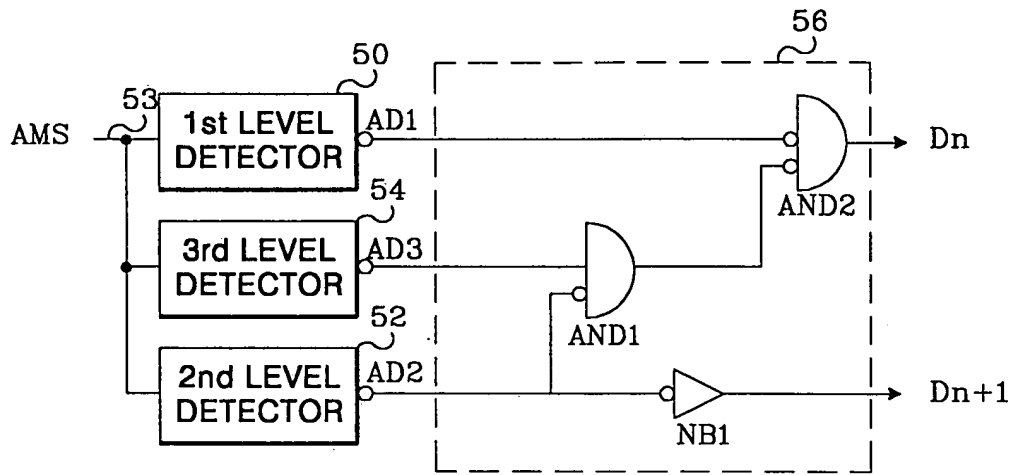 56
50
53
AMS
1st LEVEL
DETECTOR
AD1
Dn
AND2
54
3rd LEVEL
DETECTOR
AD3
AND1
52
2nd LEVEL
DETECTOR
AD2
NB1
Dn+1